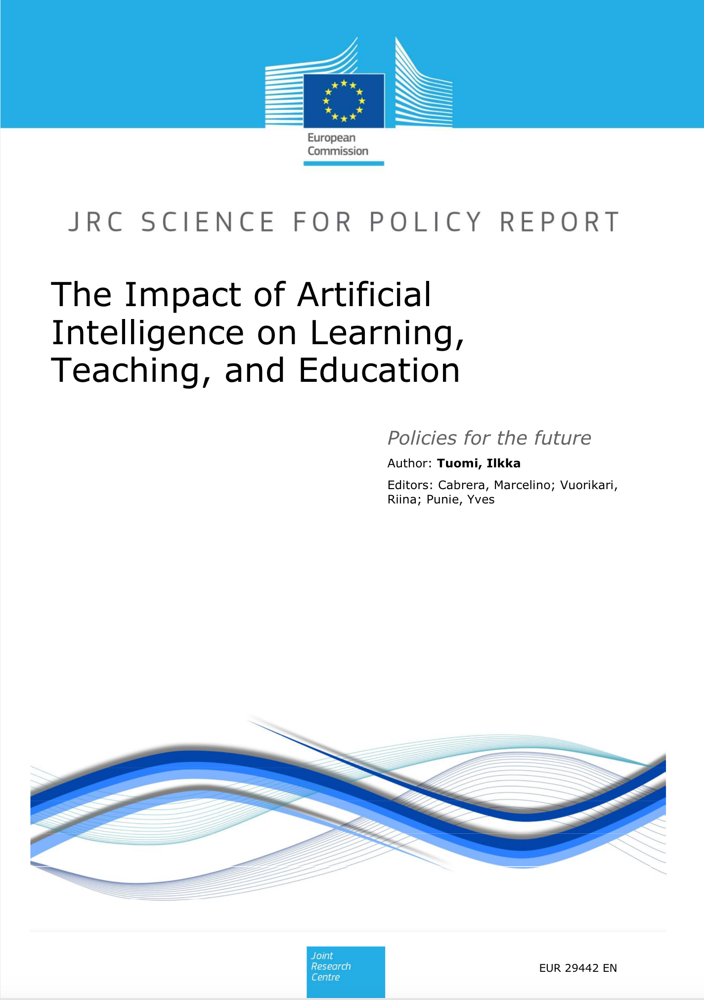 European
Commission
JRC SCIENCE FOR POLICY REPORT
The Impact of Artificial
Intelligence on Learning,
Teaching, and Education
Policies for the future
Author: Tuomi, Ilkka
Editors: Cabrera, Marcelino; Vuorikari,
Riina; Punie, Yves
Joint
Research
Centre
EUR 29442 EN